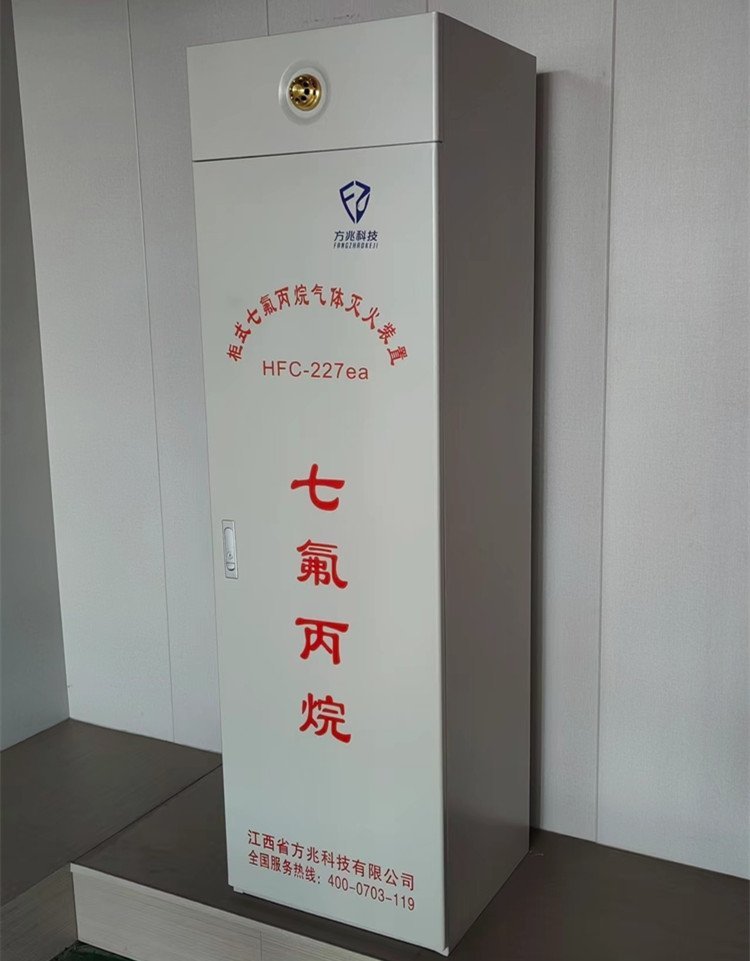 方兆科技
FANGZHAOKEJI
柜式七氟丙烷气体灭火装置
HFC-227ea
七氟丙烷
江西省方兆科技有限公司
全国服务热线：400-0703-119